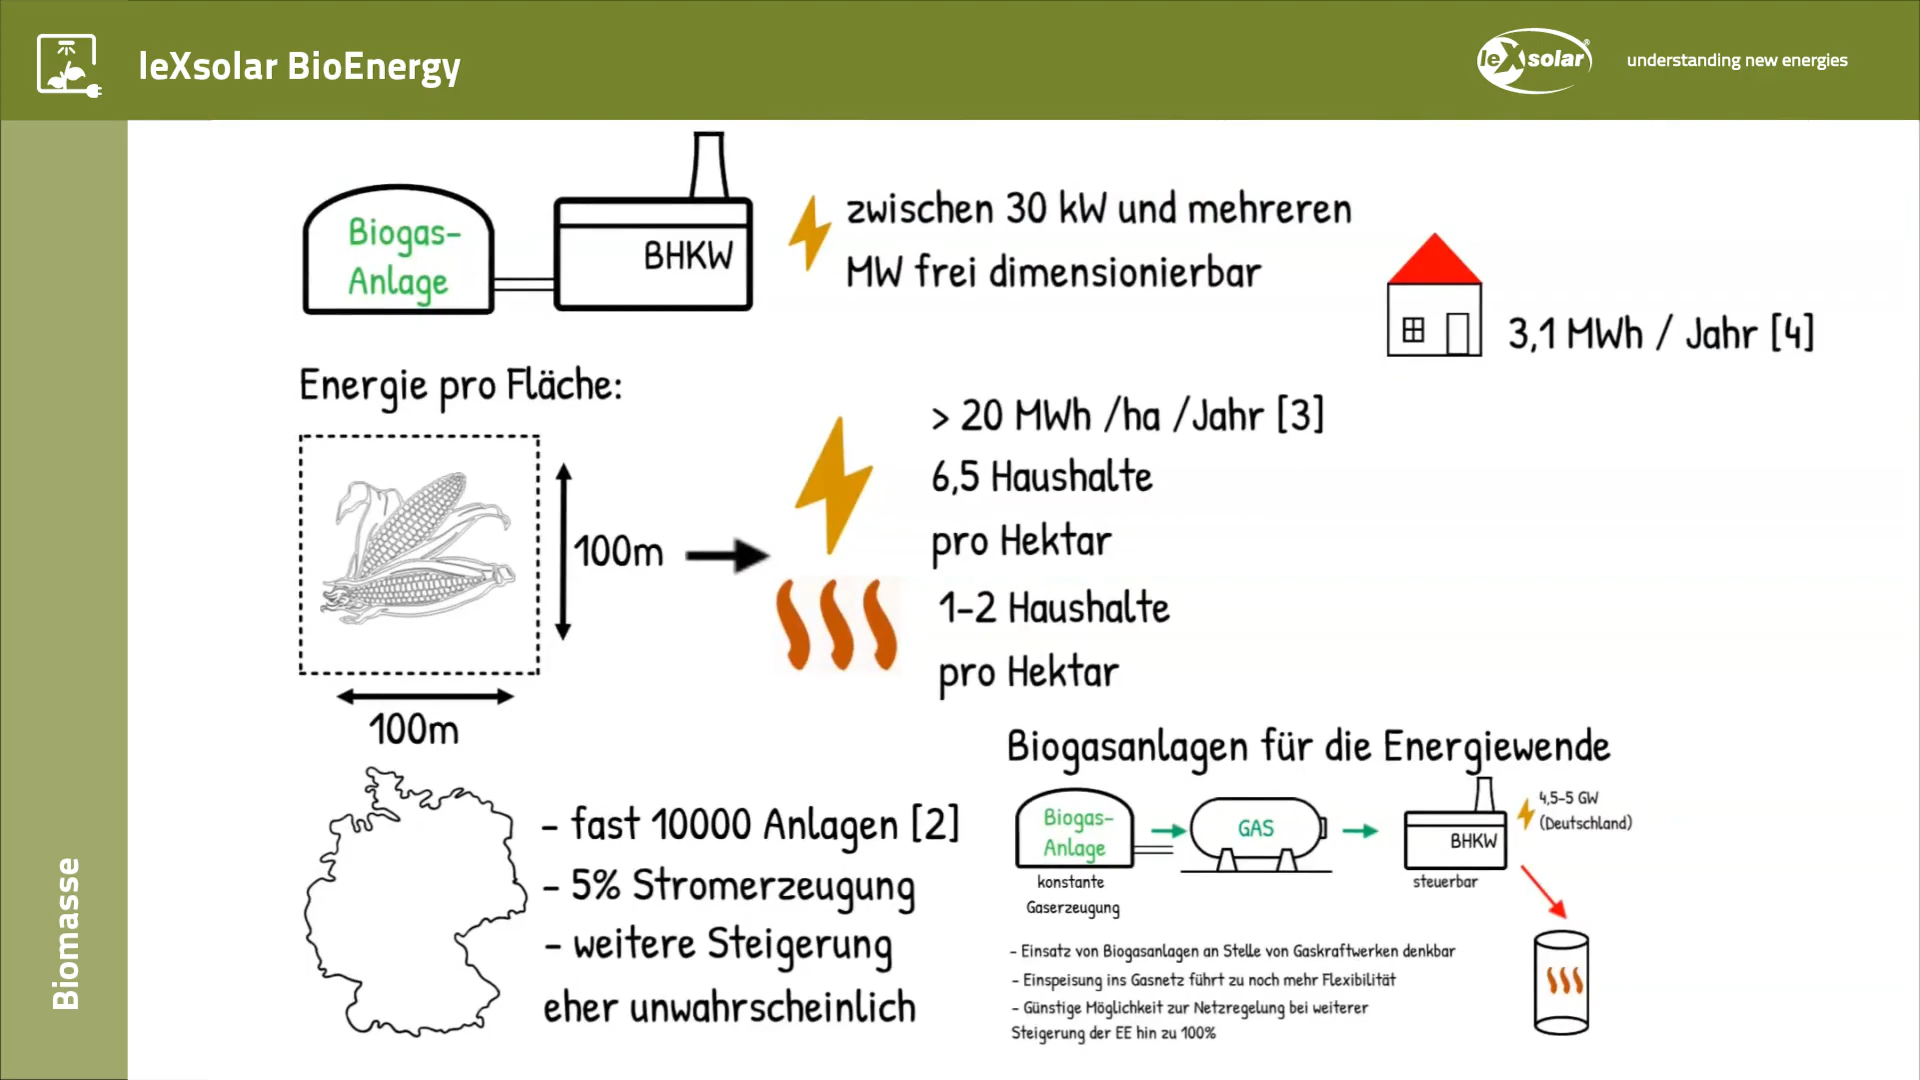 leXsolar BioEnergy
leXsolar®
understanding new energies
Biogas-
Anlage
BHKW
zwischen 30 kW und mehreren
MW frei dimensionierbar
3,1 MWh / Jahr [4]
Energie pro Fläche:
100m
100m
> 20 MWh /ha /Jahr [3]
6,5 Haushalte
pro Hektar
1-2 Haushalte
pro Hektar
- fast 10000 Anlagen [2]
- 5% Stromerzeugung
- weitere Steigerung
eher unwahrscheinlich
Biogasanlagen für die Energiewende
Biogas-
Anlage
konstante
Gaserzeugung
GAS
BHKW
steuerbar
4,5-5 GW
(Deutschland)
- Einsatz von Biogasanlagen an Stelle von Gaskraftwerken denkbar
- Einspeisung ins Gasnetz führt zu noch mehr Flexibilität
- Günstige Möglichkeit zur Netzregelung bei weiterer
Steigerung der EE hin zu 100%
Biomasse